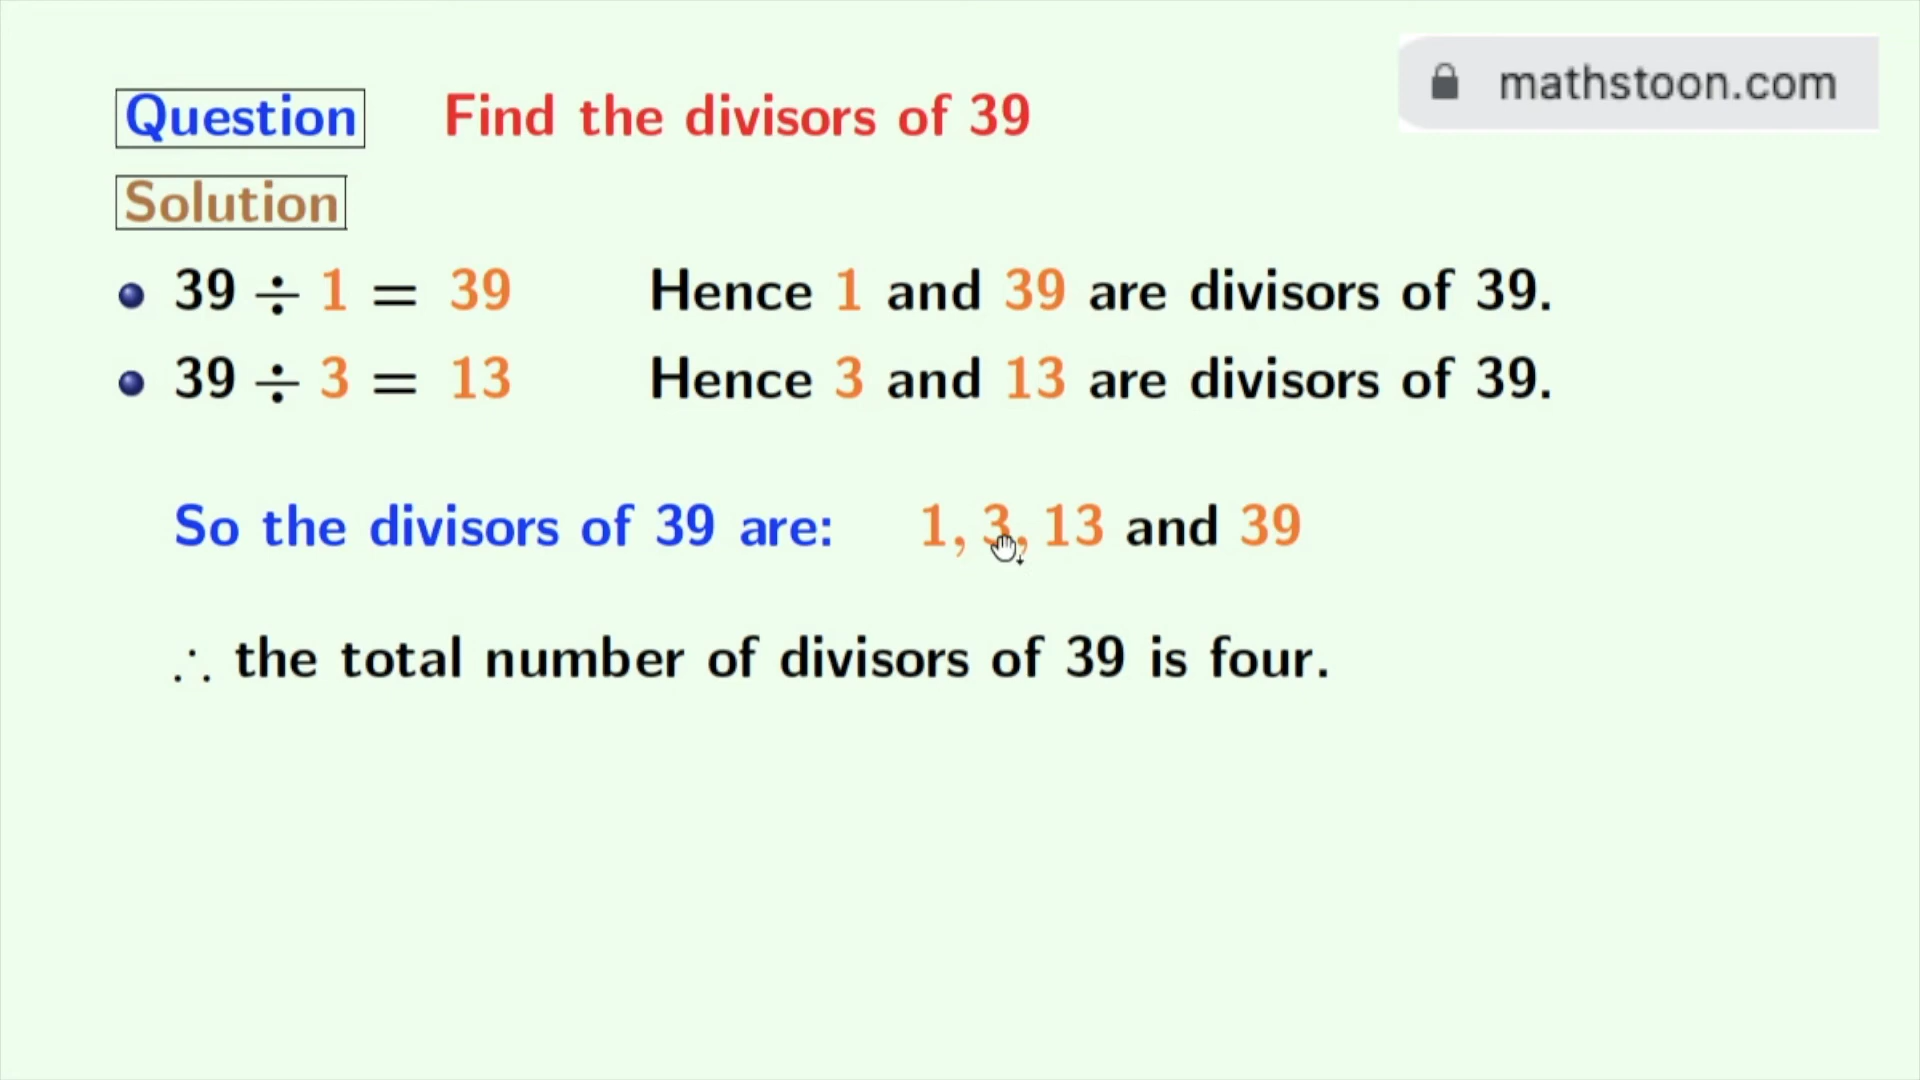 mathstoon.com
Question Find the divisors of 39
Solution
39 ÷ 1 = 39 Hence 1 and 39 are divisors of 39.
39 ÷ 3 = 13 Hence 3 and 13 are divisors of 39.
So the divisors of 39 are: 1, 3, 13 and 39
∴ the total number of divisors of 39 is four.